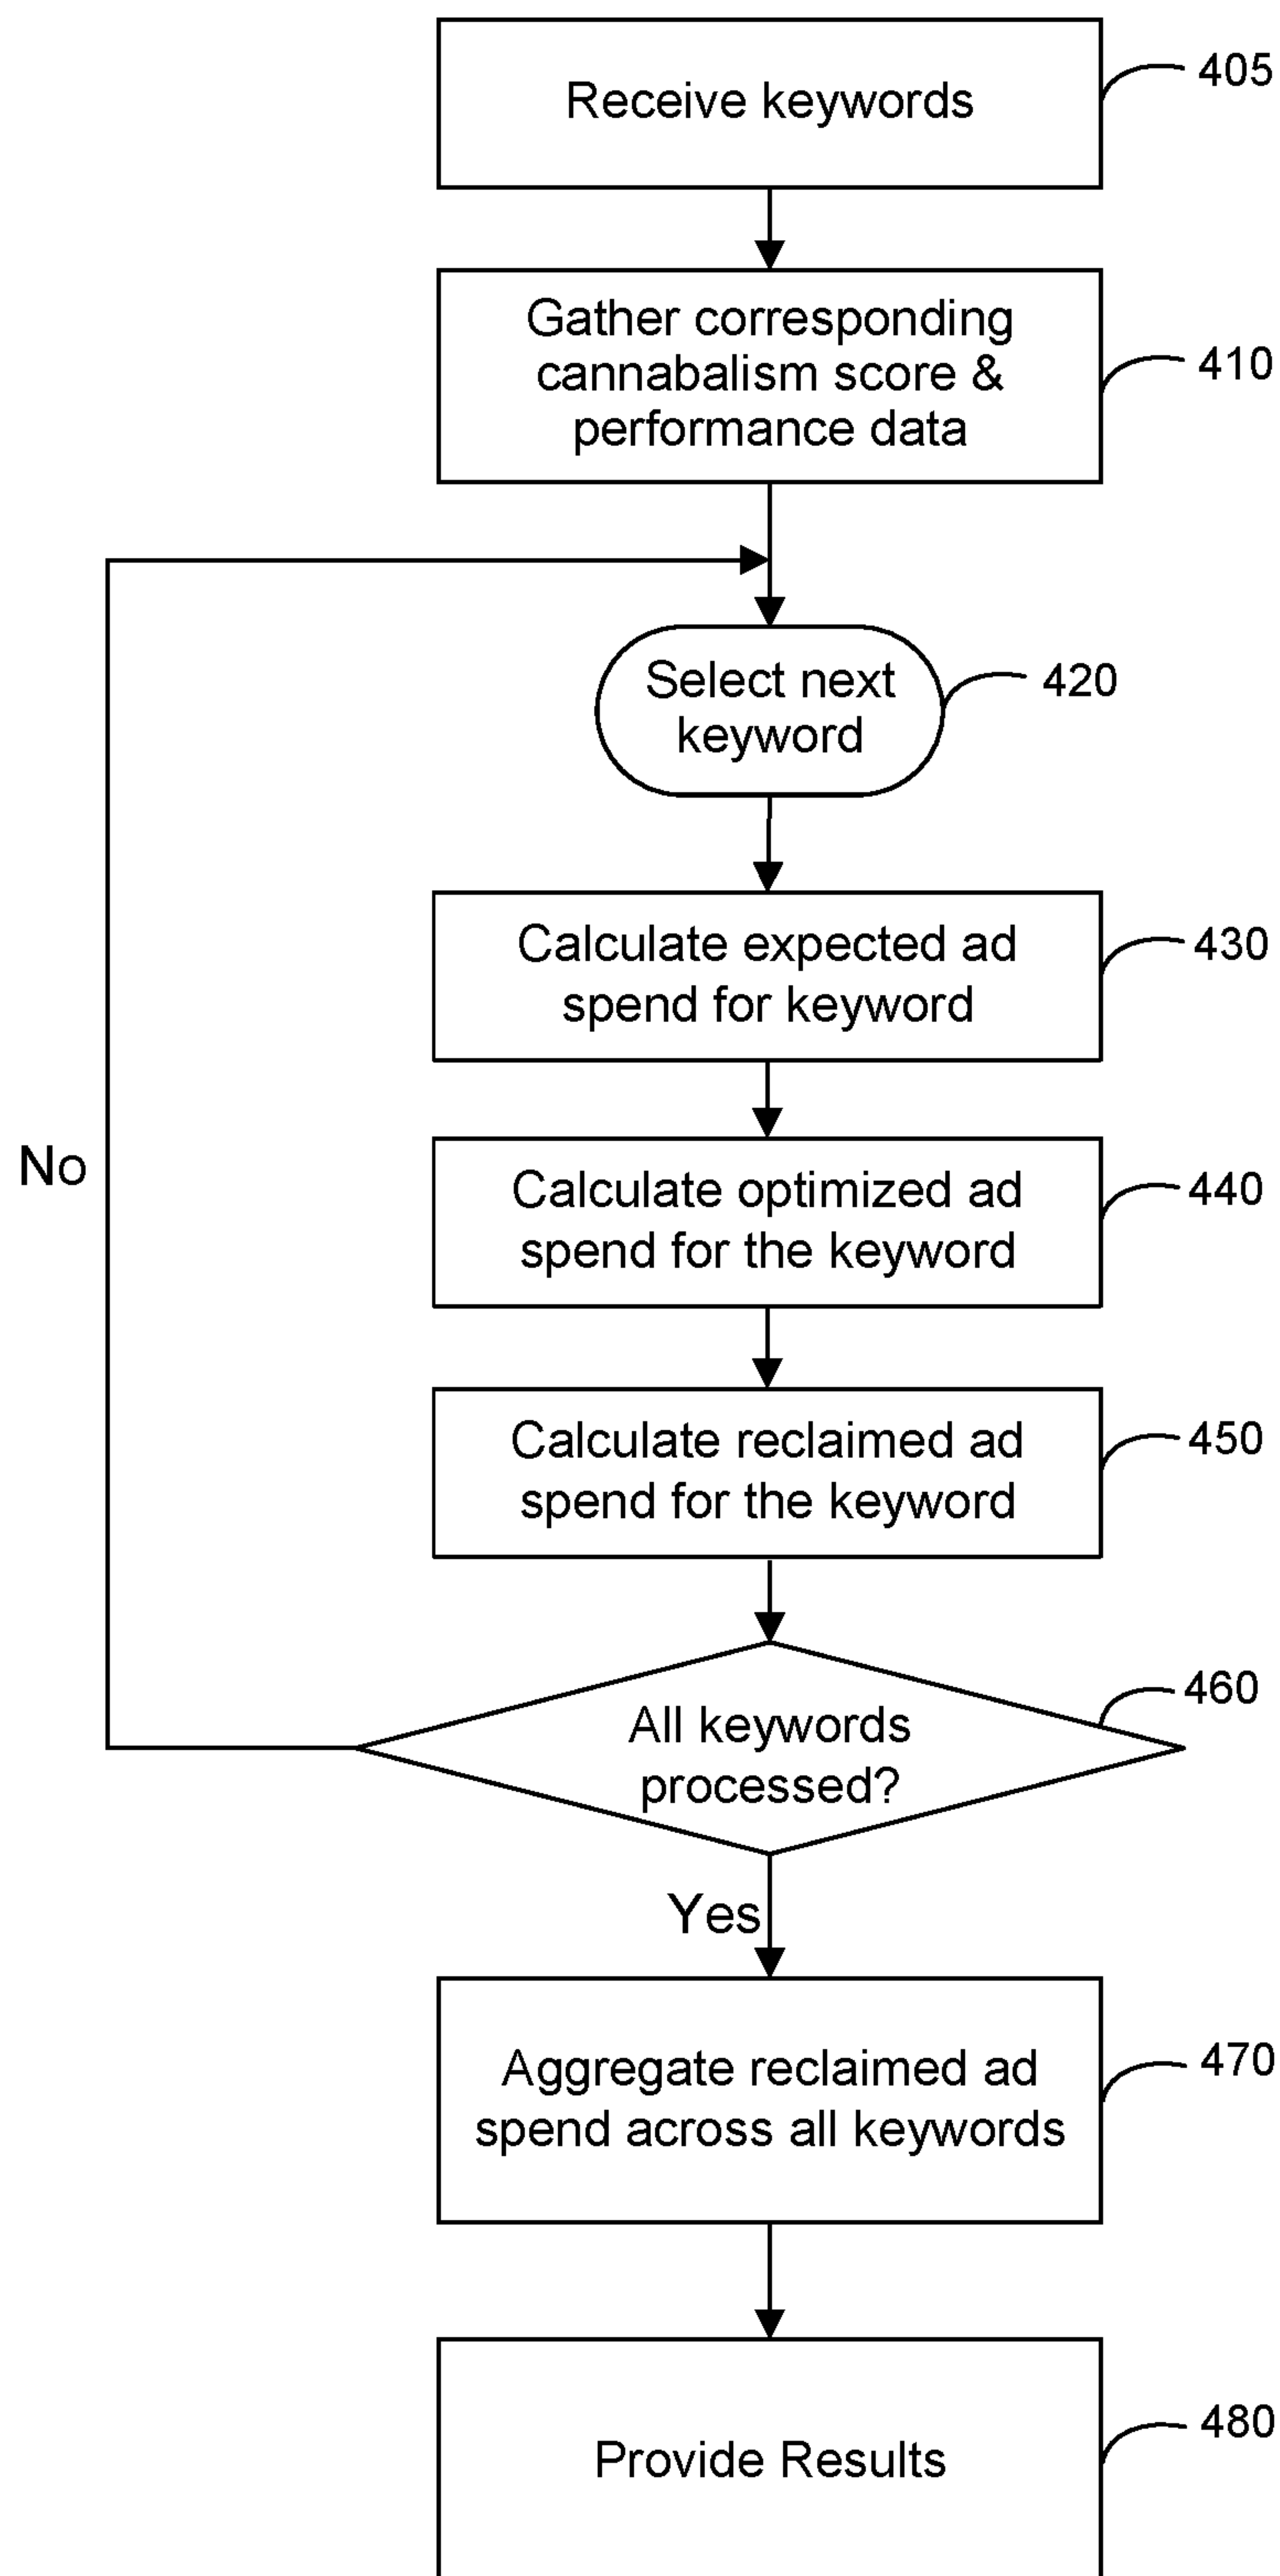 Receive keywords
405
Gather corresponding
cannabalism score &
performance data
410
Select next
keyword
420
Calculate expected ad
spend for keyword
430
No
Calculate optimized ad
spend for the keyword
440
Calculate reclaimed ad
spend for the keyword
450
All keywords
processed?
460
Yes
Aggregate reclaimed ad
spend across all keywords
470
Provide Results
480